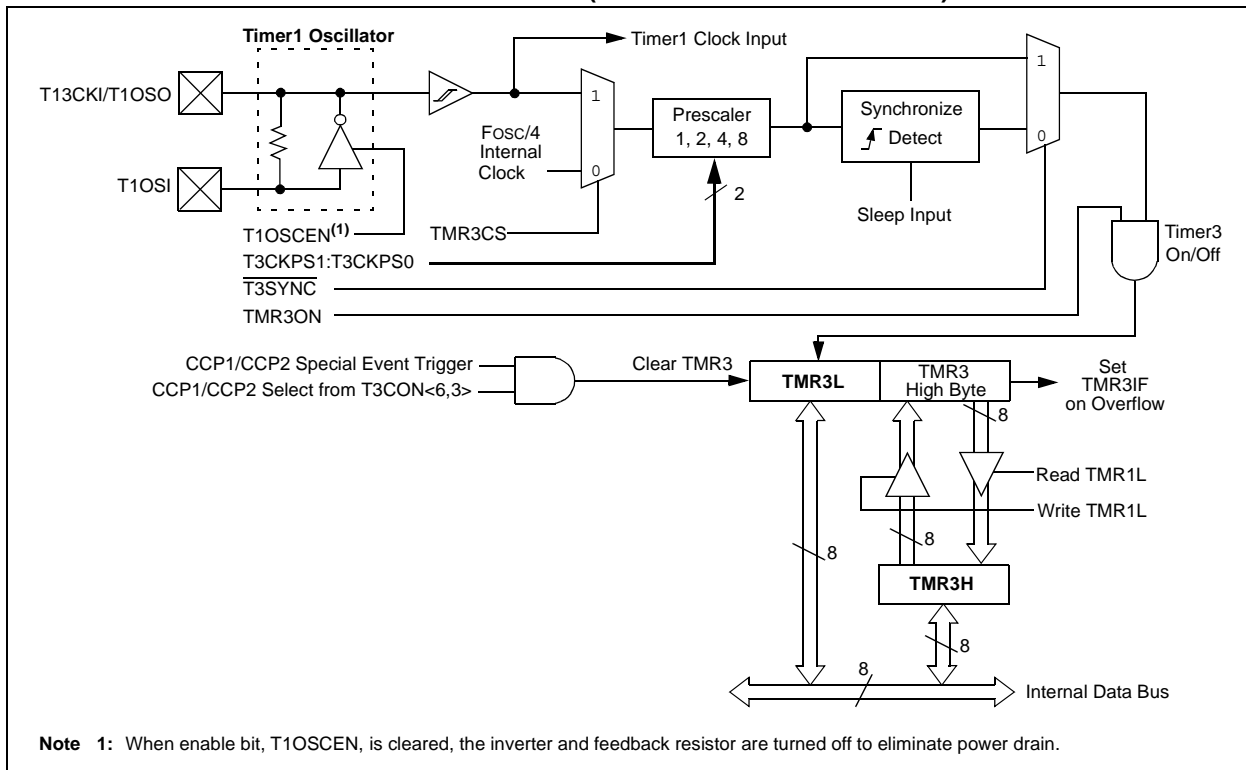 Timer1 Oscillator
Timer1 Clock Input
T13CKI/T1OSO
1
1
Prescaler
1, 2, 4, 8
Synchronize
Detect
FOSC/4
Internal
Clock
0
0
T1OSI
2
Sleep Input
T1OSCEN(1)
TMR3CS
Timer3
On/Off
T3CKPS1:T3CKPS0
T3SYNC
TMR3ON
CCP1/CCP2 Special Event Trigger
CCP1/CCP2 Select from T3CON<6,3>
Clear TMR3
TMR3L
TMR3
High Byte
Set
TMR3IF
on Overflow
8
Read TMR1L
Write TMR1L
8
8
TMR3H
8
8
Internal Data Bus
Note 1: When enable bit, T1OSCEN, is cleared, the inverter and feedback resistor are turned off to eliminate power drain.